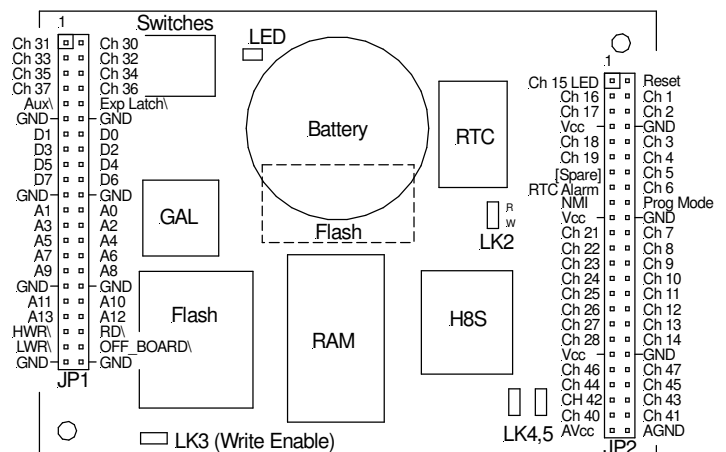 Switches
LED
1
Ch 31 Ch 30
Ch 33 Ch 32
Ch 35 Ch 34
Ch 37 Ch 36
Aux\ Exp Latch\
GND GND
D1 D0
D3 D2
D5 D4
D7 D6
GND GND
A1 A0
A3 A2
A5 A4
A7 A6
A9 A8
GND GND
A11 A10
A13 A12
HWR\ RD\
LWR\ OFF_BOARD\
GND GND
JP1
Battery
RTC
GAL
Flash
R
W
LK2
Flash
RAM
H8S
LK3 (Write Enable)
LK4,5
1
Ch 15 LED Reset
Ch 16 Ch 1
Ch 17 Ch 2
Vcc GND
Ch 18 Ch 3
Ch 19 Ch 4
[Spare] Ch 5
RTC Alarm Ch 6
NMI Prog Mode
Vcc GND
Ch 21 Ch 7
Ch 22 Ch 8
Ch 23 Ch 9
Ch 24 Ch 10
Ch 25 Ch 11
Ch 26 Ch 12
Ch 27 Ch 13
Ch 28 Ch 14
Vcc GND
Ch 46 Ch 47
Ch 44 Ch 45
CH 42 Ch 43
Ch 40 Ch 41
AVcc AGND
JP2